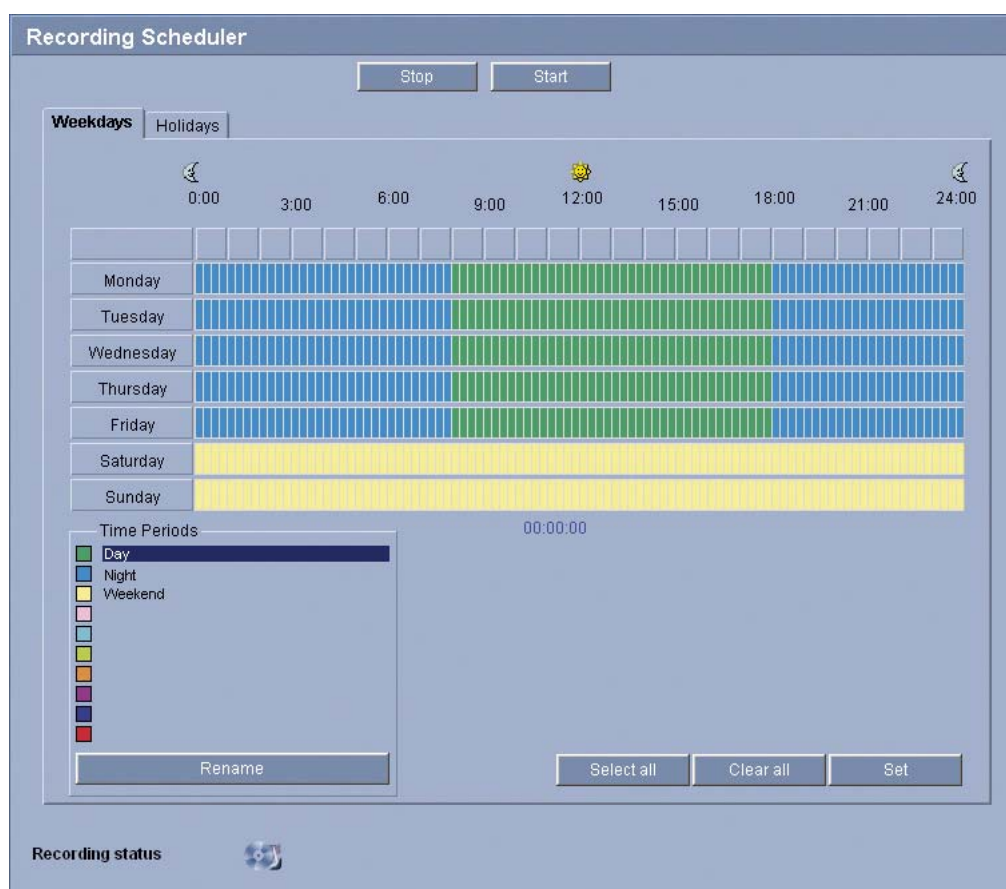 Recording Scheduler
Stop Start
Weekdays Holidays
0:00 3:00 6:00 9:00 12:00 15:00 18:00 21:00 24:00
Monday
Tuesday
Wednesday
Thursday
Friday
Saturday
Sunday
Time Periods 00:00:00
Day
Night
Weekend
Rename Select all Clear all Set
Recording status